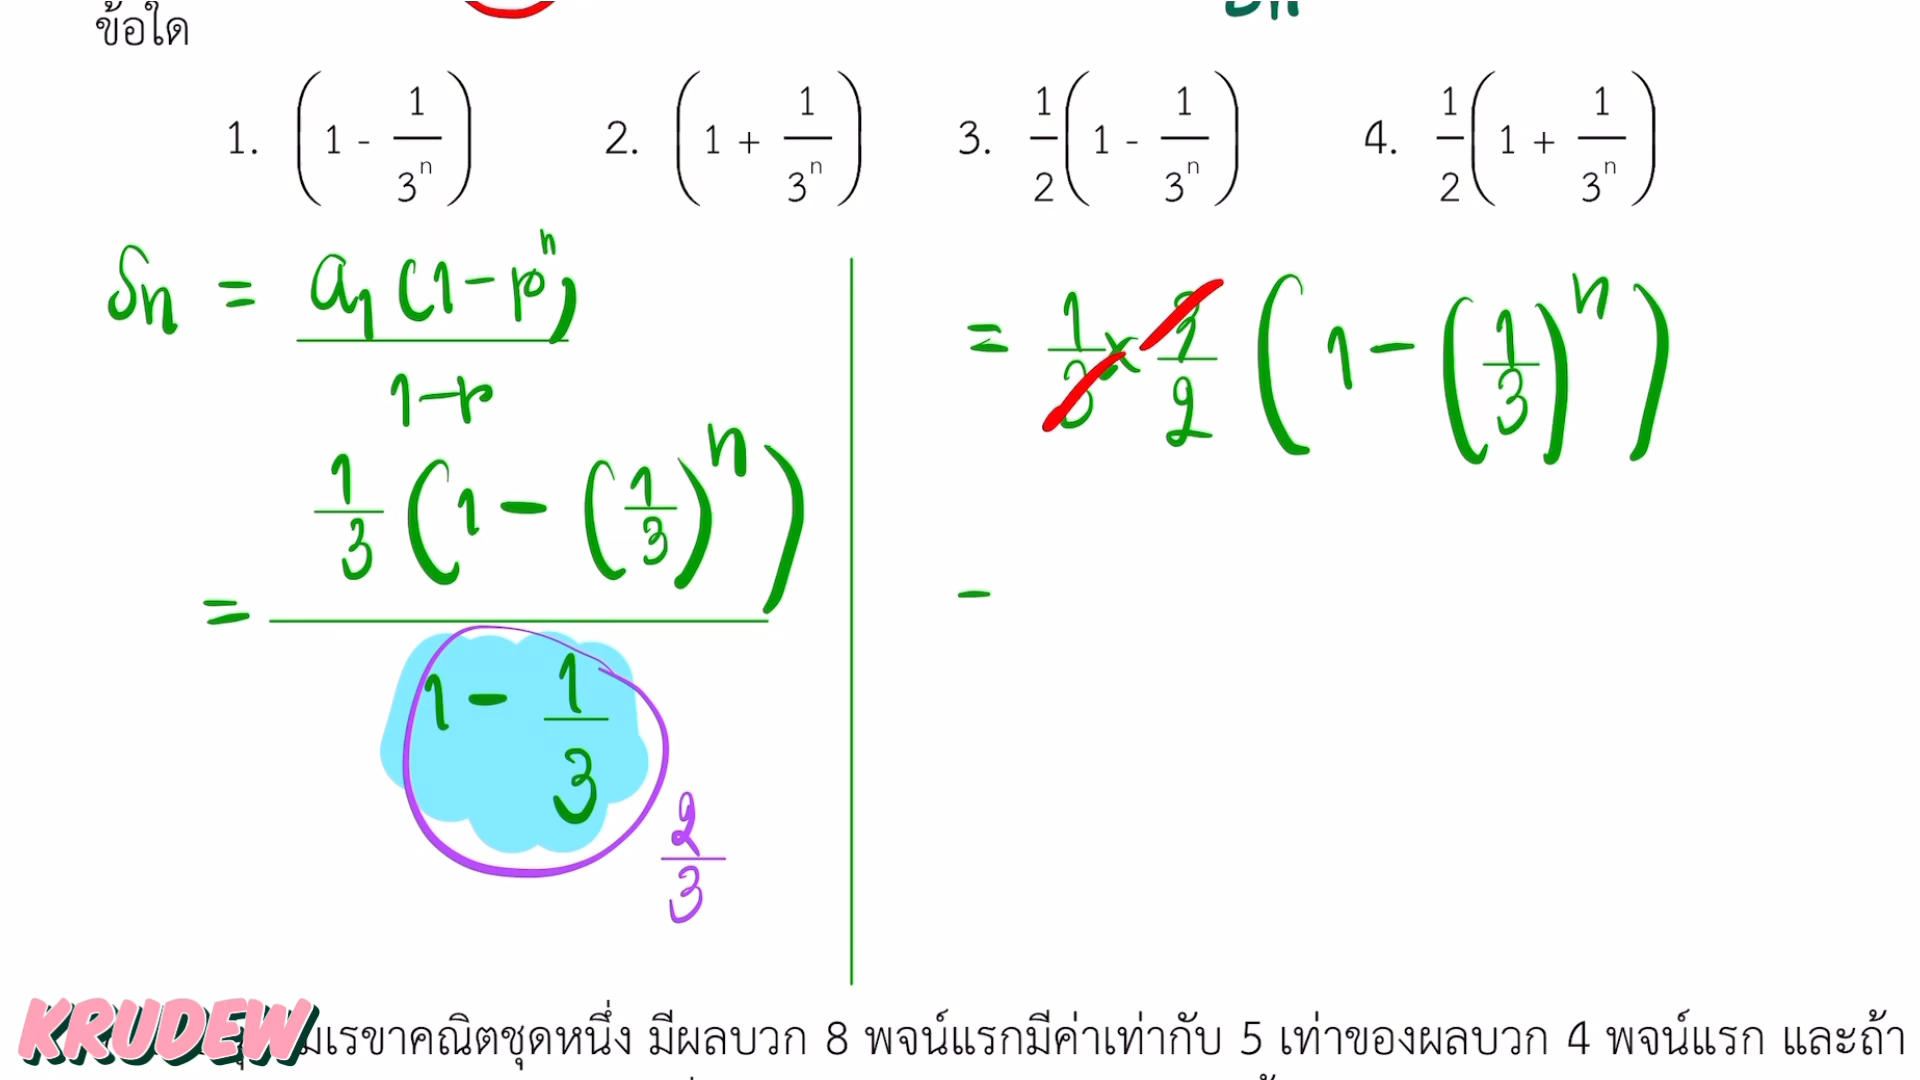 ข้อใด
1. (1 - 1/3ⁿ) 2. (1 + 1/3ⁿ) 3. 1/2 (1 - 1/3ⁿ) 4. 1/2 (1 + 1/3ⁿ)
Sn = a₁(1-rⁿ) / 1-r
= 1/3 (1 - (1/3)ⁿ) / 1 - 1/3
2/3
= 1/3 × 3/2 (1 - (1/3)ⁿ)
-
KRUDEW
มเรขาคณิตชุดหนึ่ง มีผลบวก 8 พจน์แรกมีค่าเท่ากับ 5 เท่าของผลบวก 4 พจน์แรก และถ้า